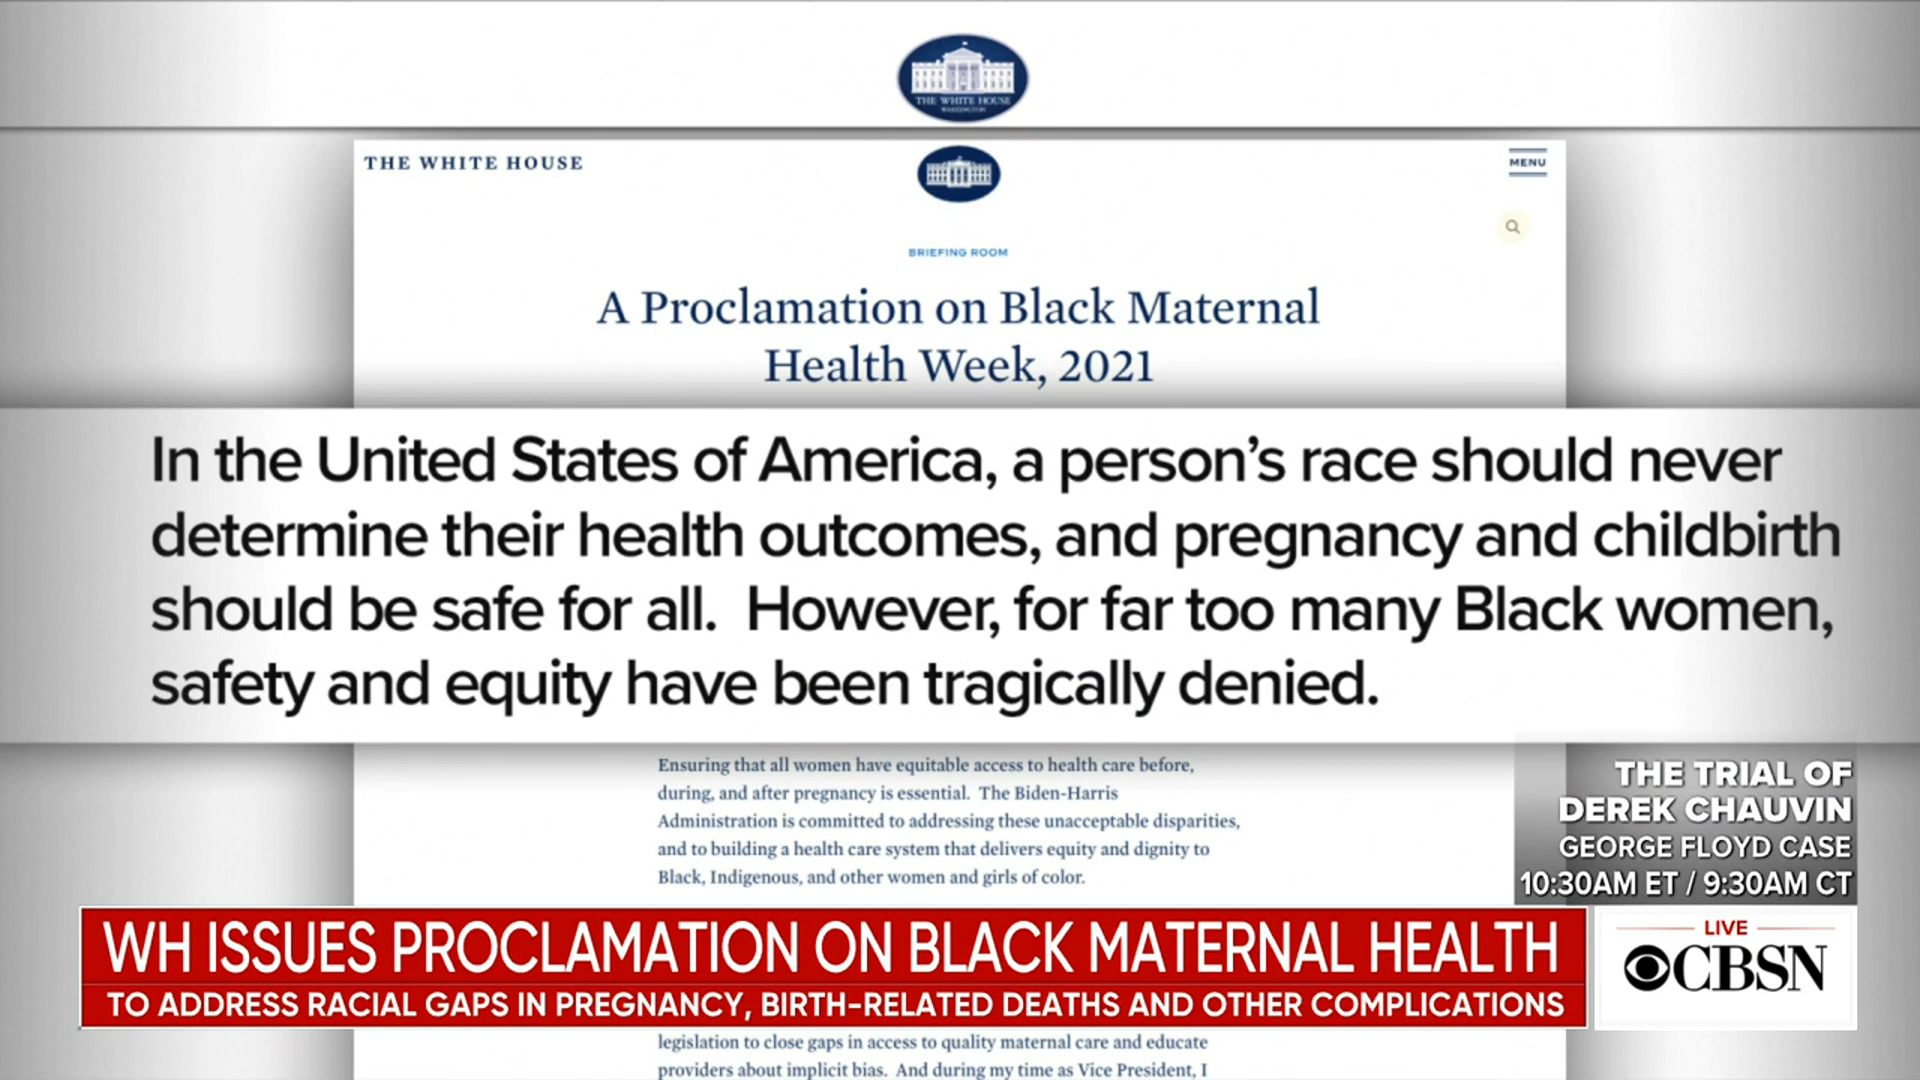 THE WHITE HOUSE
WASHINGTON
THE WHITE HOUSE
MENU
BRIEFING ROOM
A Proclamation on Black Maternal
Health Week, 2021
In the United States of America, a person’s race should never
determine their health outcomes, and pregnancy and childbirth
should be safe for all.  However, for far too many Black women,
safety and equity have been tragically denied.
Ensuring that all women have equitable access to health care before,
during, and after pregnancy is essential.  The Biden-Harris
Administration is committed to addressing these unacceptable disparities,
and to building a health care system that delivers equity and dignity to
Black, Indigenous, and other women and girls of color.
THE TRIAL OF
DEREK CHAUVIN
GEORGE FLOYD CASE
10:30AM ET / 9:30AM CT
WH ISSUES PROCLAMATION ON BLACK MATERNAL HEALTH
TO ADDRESS RACIAL GAPS IN PREGNANCY, BIRTH-RELATED DEATHS AND OTHER COMPLICATIONS
LIVE
CBSN
legislation to close gaps in access to quality maternal care and educate
providers about implicit bias.  And during my time as Vice President, I